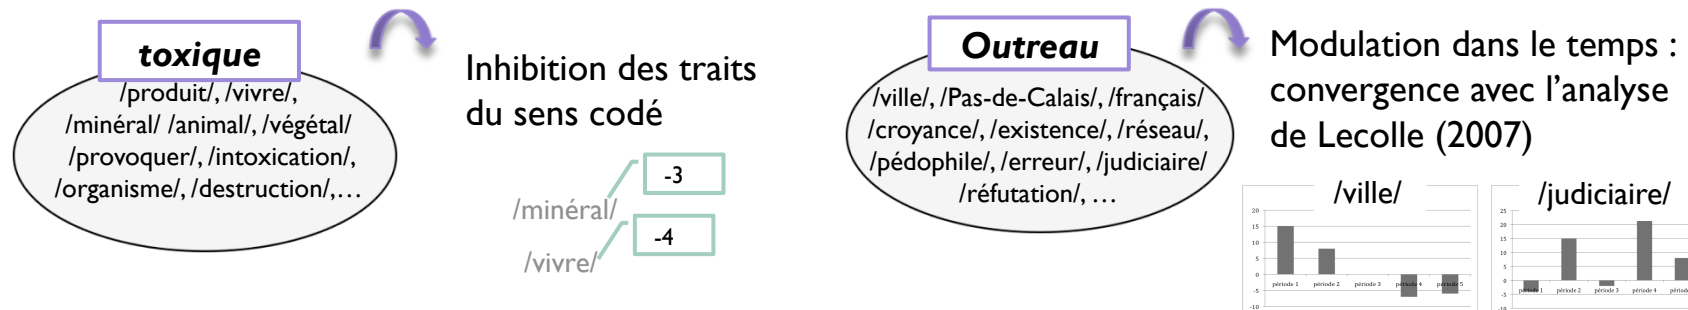 toxique
/produit/, /vivre/,
/minéral/ /animal/, /végétal/
/provoquer/, /intoxication/,
/organisme/, /destruction/,…
Inhibition des traits
du sens codé
-3
/minéral/
-4
/vivre/
Outreau
/ville/, /Pas-de-Calais/, /français/
/croyance/, /existence/, /réseau/,
/pédophile/, /erreur/, /judiciaire/
/réfutation/, …
Modulation dans le temps :
convergence avec l’analyse
de Lecolle (2007)
/ville/
20
15
10
5
0
période 1 période 2 période 3 période 4 période 5
-5
-10
/judiciaire/
25
20
15
10
5
0
période 1 période 2 période 3 période 4
-5
-10